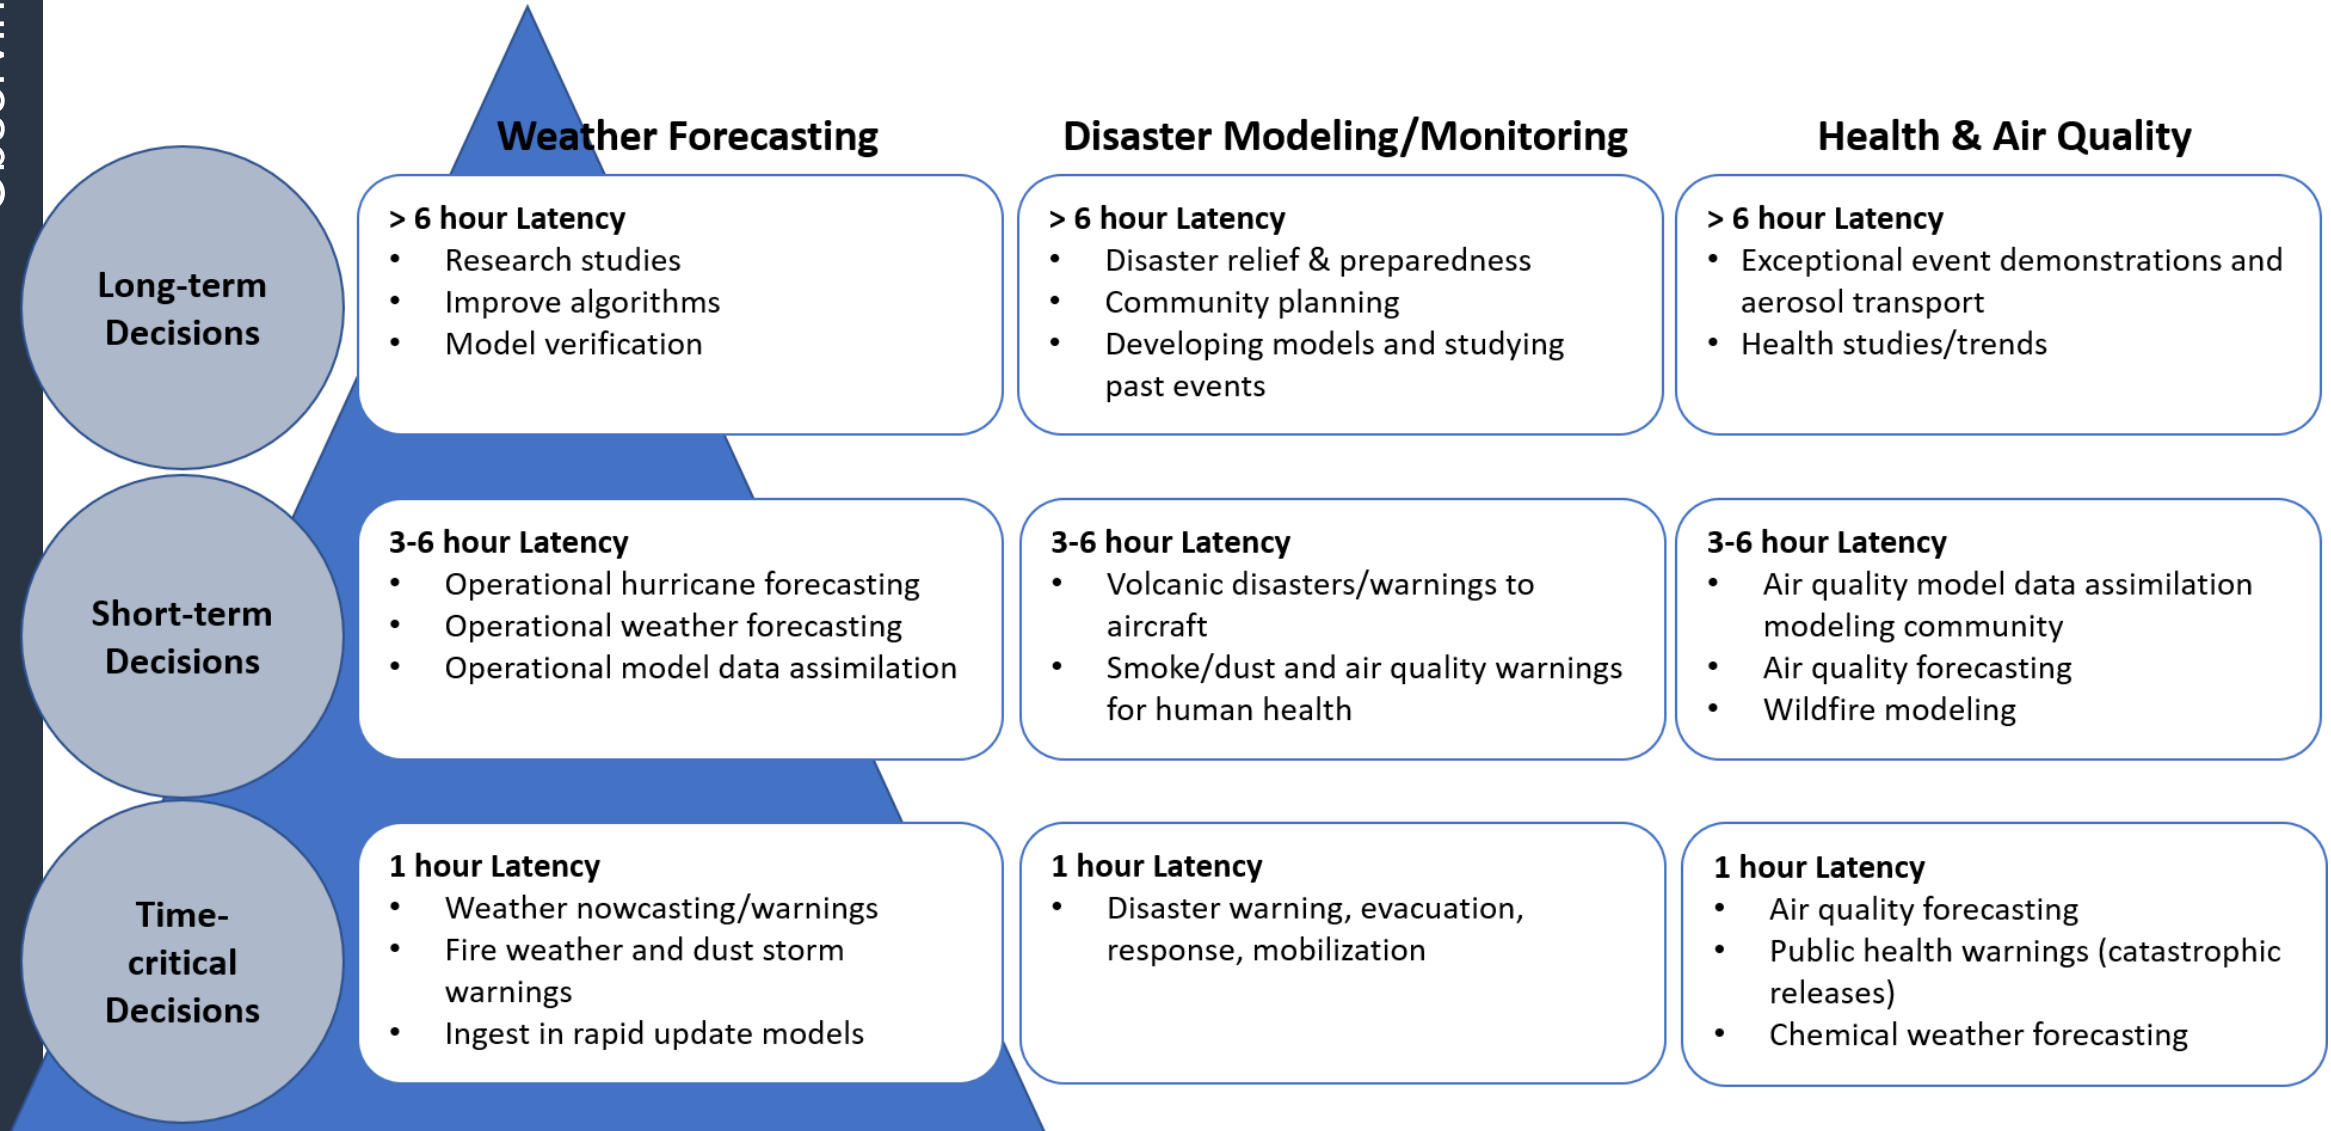 Weather Forecasting
Disaster Modeling/Monitoring
Health & Air Quality
Long-term
Decisions
> 6 hour Latency
• Research studies
• Improve algorithms
• Model verification
> 6 hour Latency
• Disaster relief & preparedness
• Community planning
• Developing models and studying
past events
> 6 hour Latency
• Exceptional event demonstrations and
aerosol transport
• Health studies/trends
Short-term
Decisions
3-6 hour Latency
• Operational hurricane forecasting
• Operational weather forecasting
• Operational model data assimilation
3-6 hour Latency
• Volcanic disasters/warnings to
aircraft
• Smoke/dust and air quality warnings
for human health
3-6 hour Latency
• Air quality model data assimilation
modeling community
• Air quality forecasting
• Wildfire modeling
Time-
critical
Decisions
1 hour Latency
• Weather nowcasting/warnings
• Fire weather and dust storm
warnings
• Ingest in rapid update models
1 hour Latency
• Disaster warning, evacuation,
response, mobilization
1 hour Latency
• Air quality forecasting
• Public health warnings (catastrophic
releases)
• Chemical weather forecasting